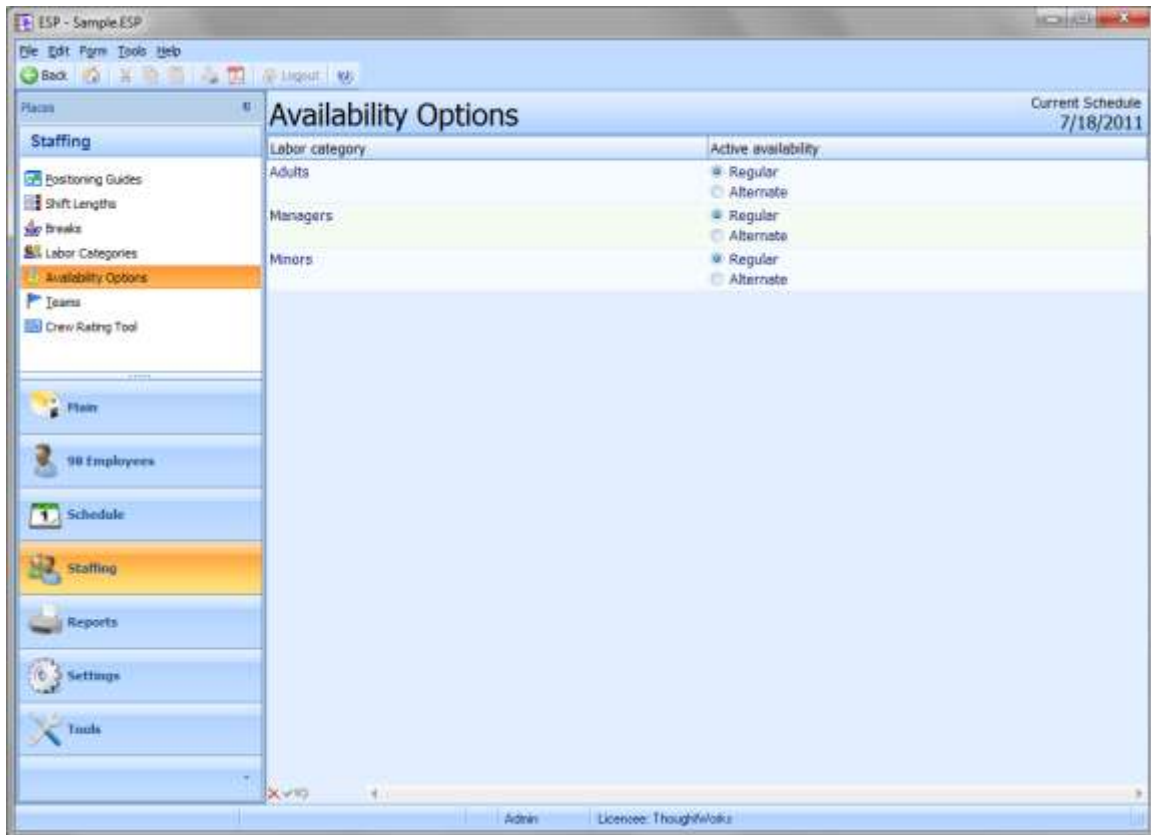 ESP - Sample.ESP
File Edit Form Tools Help
Back Logout
Places
Staffing
Positioning Guides
Shift Lengths
Breaks
Labor Categories
Availability Options
Teams
Crew Rating Tool
Main
98 Employees
Schedule
Staffing
Reports
Settings
Tools
Availability Options
Current Schedule
7/18/2011
Labor category Active availability
Adults Regular
Alternate
Managers Regular
Alternate
Minors Regular
Alternate
Admin Licencee: ThoughtWorks